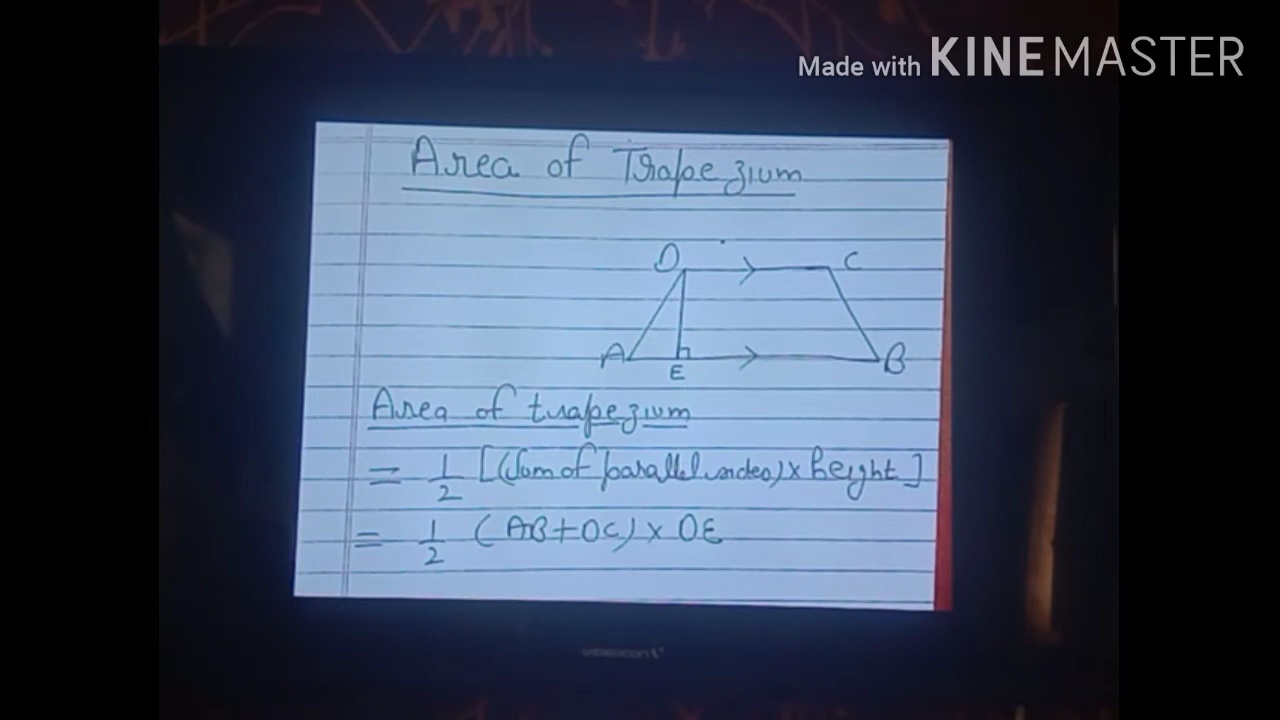 Made with KINEMASTER
Area of Trapezium
D C
A E B
Area of trapezium
= 1/2 [(Sum of parallel sides) x height]
= 1/2 (AB+DC) x DE
VIDEOCON